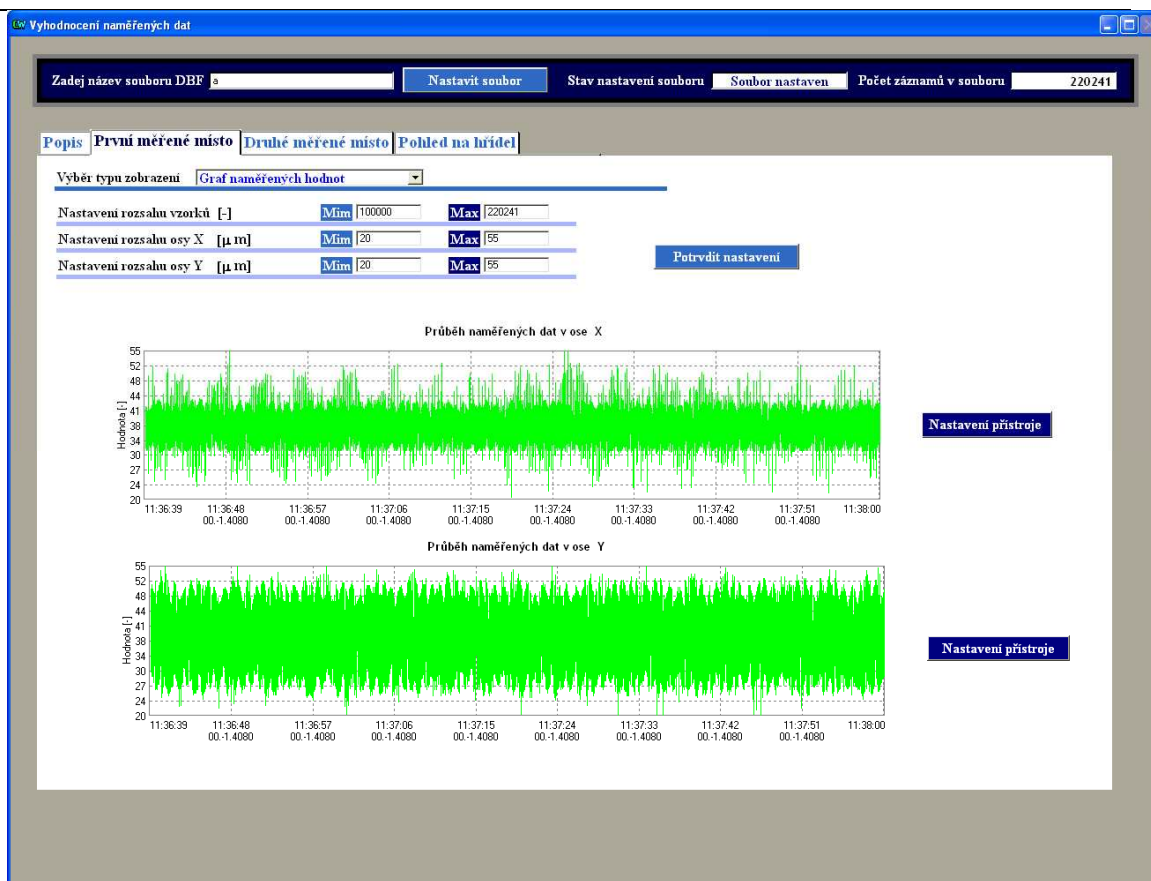 Vyhodnocení naměřených dat
Zadej název souboru DBF a Nastavit soubor Stav nastavení souboru Soubor nastaven Počet záznamů v souboru 220241
Popis První měřené místo Druhé měřené místo Pohled na hřídel
Výběr typu zobrazení Graf naměřených hodnot
Nastavení rozsahu vzorků [-] Mim 100000 Max 220241
Nastavení rozsahu osy X [µ m] Mim 20 Max 55
Potrvdit nastavení
Nastavení rozsahu osy Y [µ m] Mim 20 Max 55
Průběh naměřených dat v ose X
55
52
48
44
41
38
34
30
27
24
20
Hodnota [-]
Nastavení přístroje
11:36:39 11:36:48 11:36:57 11:37:06 11:37:15 11:37:24 11:37:33 11:37:42 11:37:51 11:38:00
00.-1.4080 00.-1.4080 00.-1.4080 00.-1.4080 00.-1.4080 00.-1.4080 00.-1.4080 00.-1.4080
Průběh naměřených dat v ose Y
55
52
48
44
41
38
34
30
27
24
20
Hodnota [-]
Nastavení přístroje
11:36:39 11:36:48 11:36:57 11:37:06 11:37:15 11:37:24 11:37:33 11:37:42 11:37:51 11:38:00
00.-1.4080 00.-1.4080 00.-1.4080 00.-1.4080 00.-1.4080 00.-1.4080 00.-1.4080 00.-1.4080